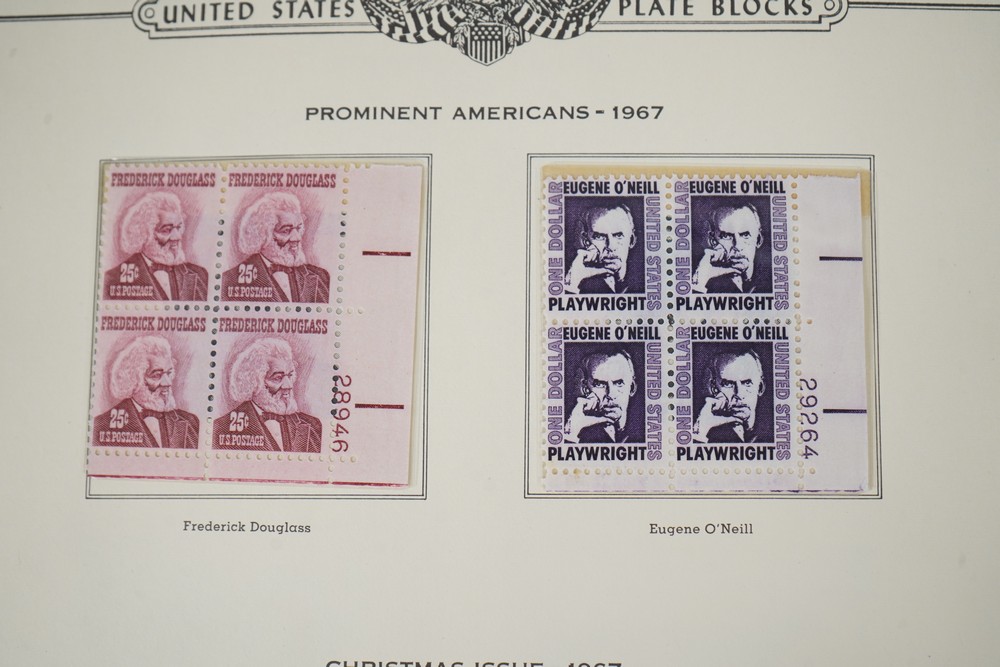 UNITED STATES PLATE BLOCKS
PROMINENT AMERICANS - 1967
FREDERICK DOUGLASS
25¢
U.S. POSTAGE
FREDERICK DOUGLASS
25¢
U.S. POSTAGE
FREDERICK DOUGLASS
25¢
U.S. POSTAGE
FREDERICK DOUGLASS
25¢
U.S. POSTAGE
28946
Frederick Douglass
EUGENE O'NEILL
ONE DOLLAR
UNITED STATES
PLAYWRIGHT
EUGENE O'NEILL
ONE DOLLAR
UNITED STATES
PLAYWRIGHT
EUGENE O'NEILL
ONE DOLLAR
UNITED STATES
PLAYWRIGHT
EUGENE O'NEILL
ONE DOLLAR
UNITED STATES
PLAYWRIGHT
29264
Eugene O'Neill
CHRISTMAS ISSUE - 1967